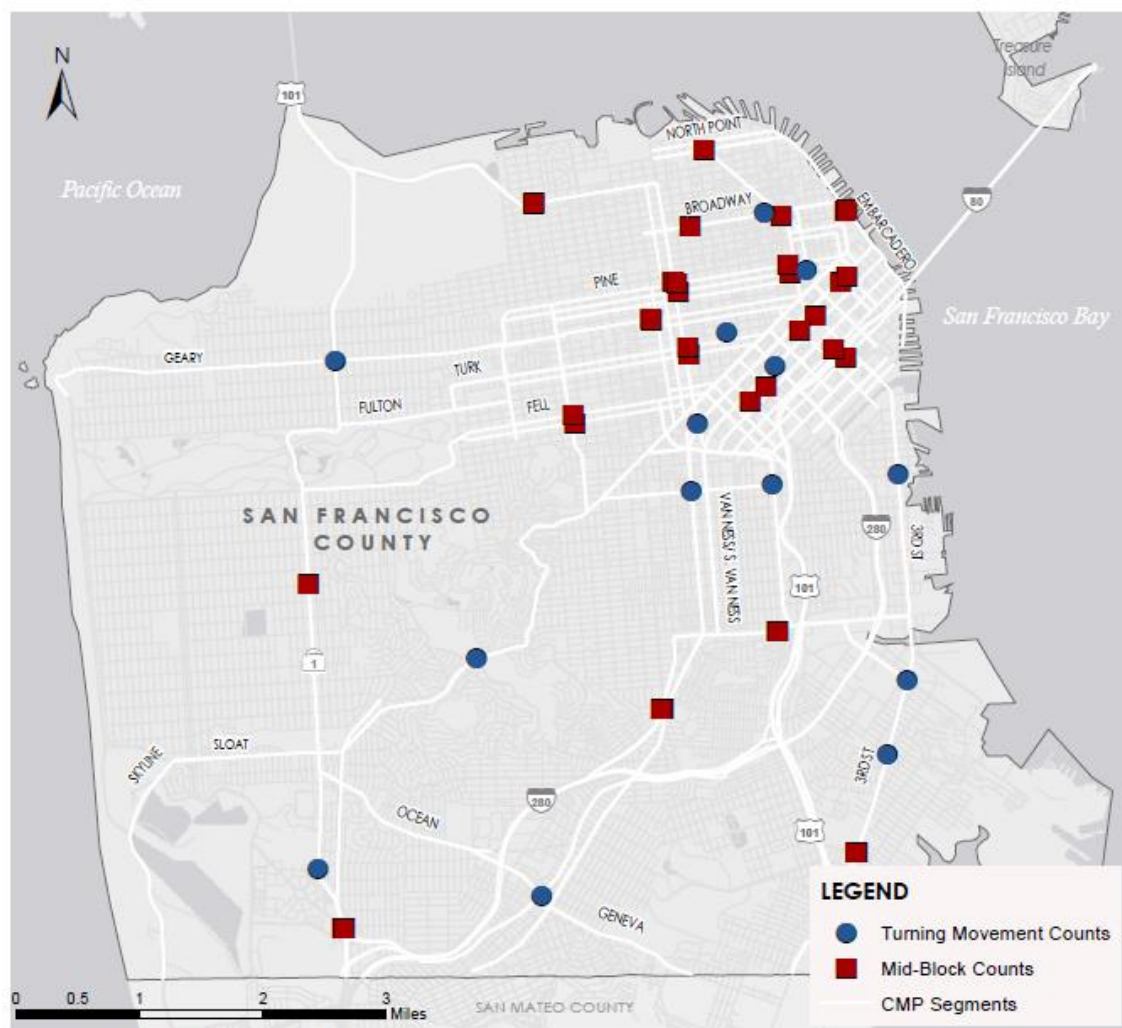 Treasure
Island
N
101
NORTH POINT
Pacific Ocean
80
BROADWAY
EMBARCADERO
PINE
San Francisco Bay
GEARY
TURK
FULTON
FELL
SAN FRANCISCO
COUNTY
VAN NESS/ S. VAN NESS
280
3RD ST
101
1
SLOAT
SKYLINE
3RD ST
280
OCEAN
101
GENEVA
LEGEND
Turning Movement Counts
Mid-Block Counts
CMP Segments
0 0.5 1 2 3
Miles
SAN MATEO COUNTY